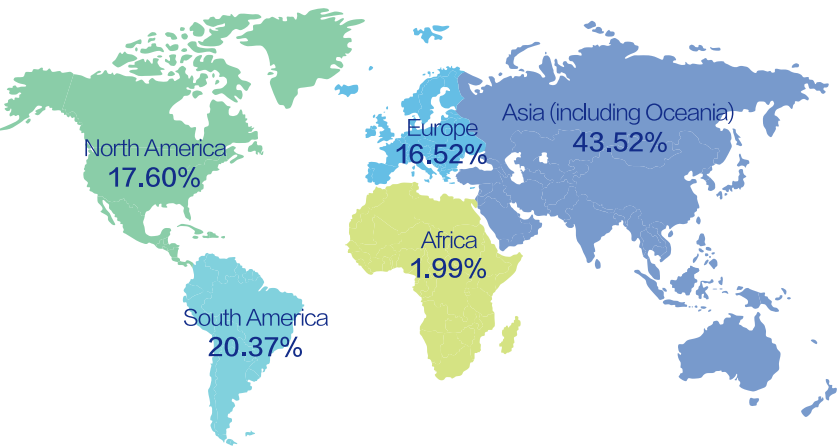 North America
17.60%
Europe
16.52%
Asia (including Oceania)
43.52%
Africa
1.99%
South America
20.37%